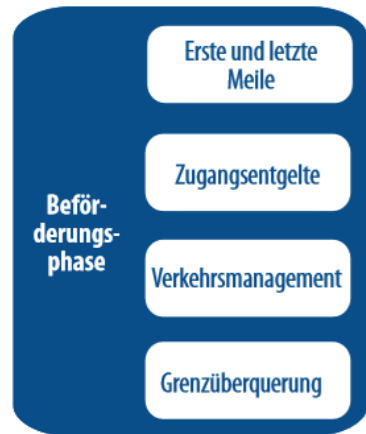 Erste und letzte
Meile
Zugangsentgelte
Beför-
derungs-
phase
Verkehrsmanagement
Grenzüberquerung